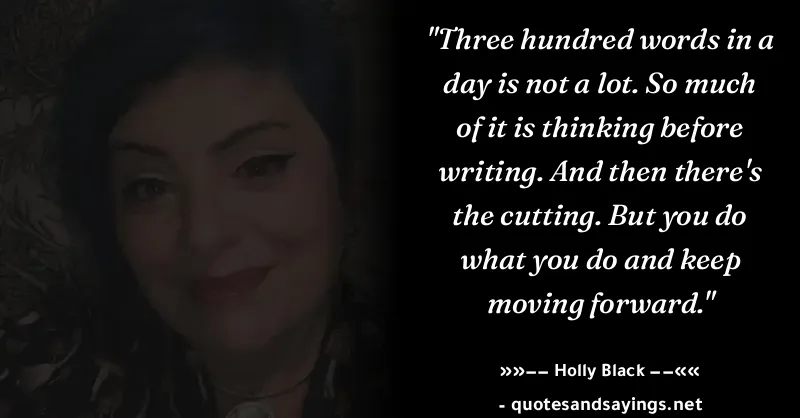 "Three hundred words in a
day is not a lot. So much
of it is thinking before
writing. And then there's
the cutting. But you do
what you do and keep
moving forward."
»»−− Holly Black −−««
- quotesandsayings.net